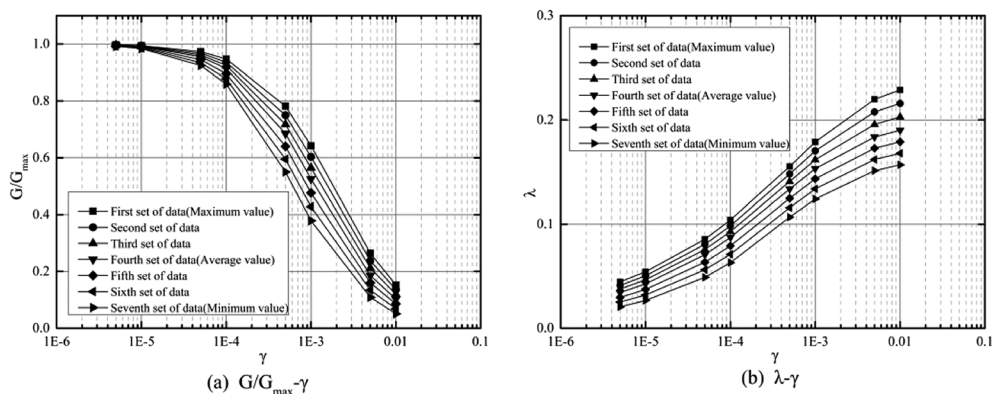 1.0
0.8
0.6
0.4
0.2
0.0
G/Gmax
First set of data(Maximum value)
Second set of data
Third set of data
Fourth set of data(Average value)
Fifth set of data
Sixth set of data
Seventh set of data(Minimum value)
1E-6 1E-5 1E-4 1E-3 0.01 0.1
γ
(a) G/Gmax-γ
0.3
0.2
0.1
0.0
λ
First set of data(Maximum value)
Second set of data
Third set of data
Fourth set of data(Average value)
Fifth set of data
Sixth set of data
Seventh set of data(Minimum value)
1E-6 1E-5 1E-4 1E-3 0.01 0.1
γ
(b) λ-γ